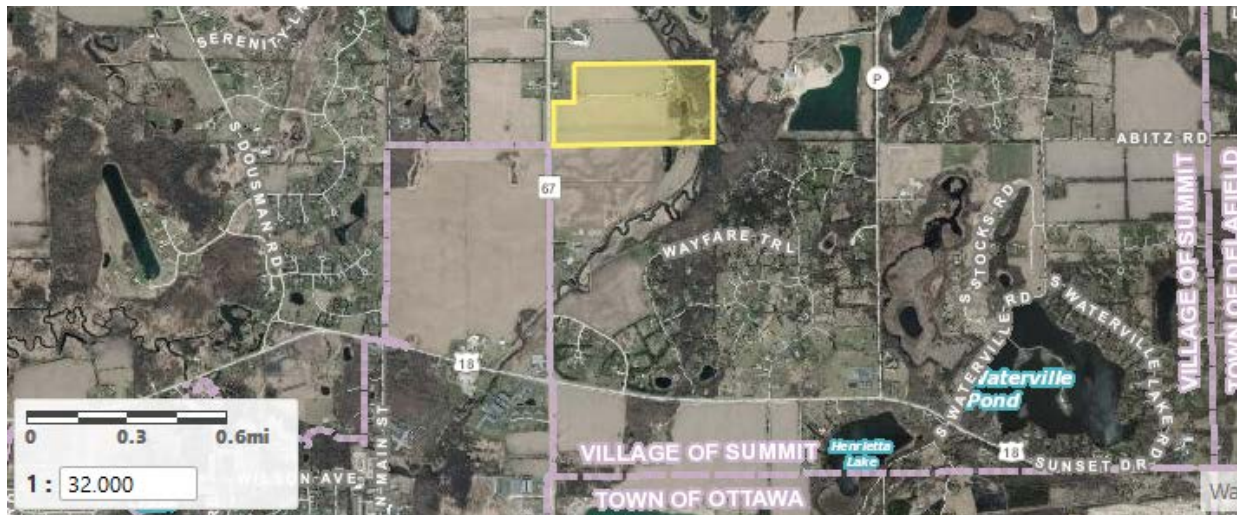 SERENITY L
S DOUSMAN RD
P
ABITZ RD
67
WAYFARE TRL
S STOCKS RD
S WATERVILLE RD
S WATERVILLE LAKE RD
VILLAGE OF SUMMIT
TOWN OF DELAFIELD
18
Waterville
Pond
0 0.3 0.6mi
1 : 32.000
WILSON AVE
N MAIN ST
VILLAGE OF SUMMIT
TOWN OF OTTAWA
Henrietta
Lake
18
SUNSET DR
Wa